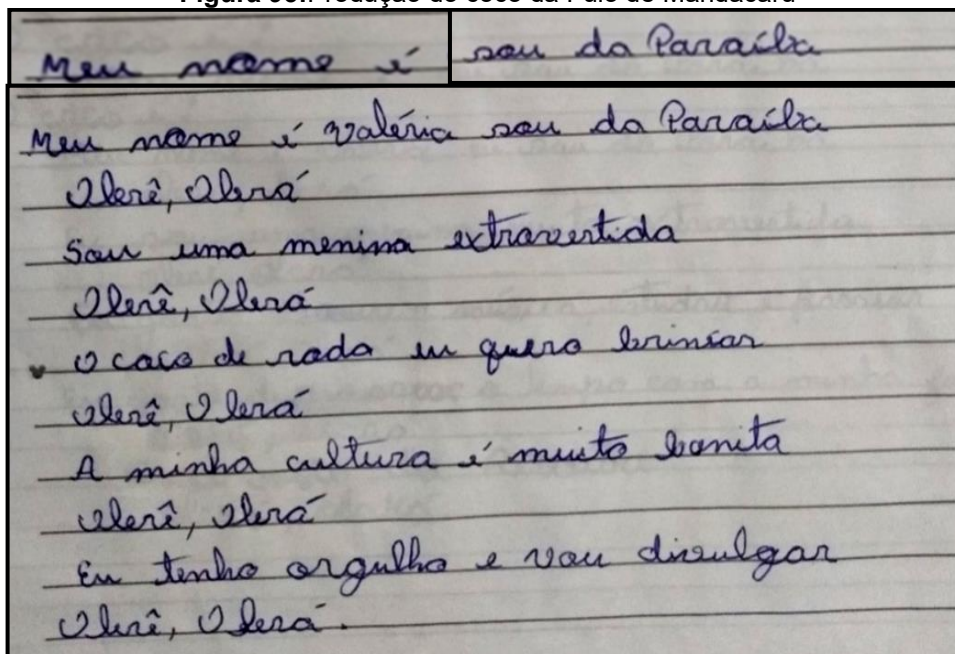 Meu nome é sou da Paraíba
Meu nome é Valéria sou da Paraíba
Olerê, Olerá
Sou uma menina extrovertida
Olerê, Olerá
O coco de roda eu quero brincar
Olerê, Olerá
A minha cultura é muito bonita
Olerê, Olerá
Eu tenho orgulho e vou divulgar
Olerê, Olerá.